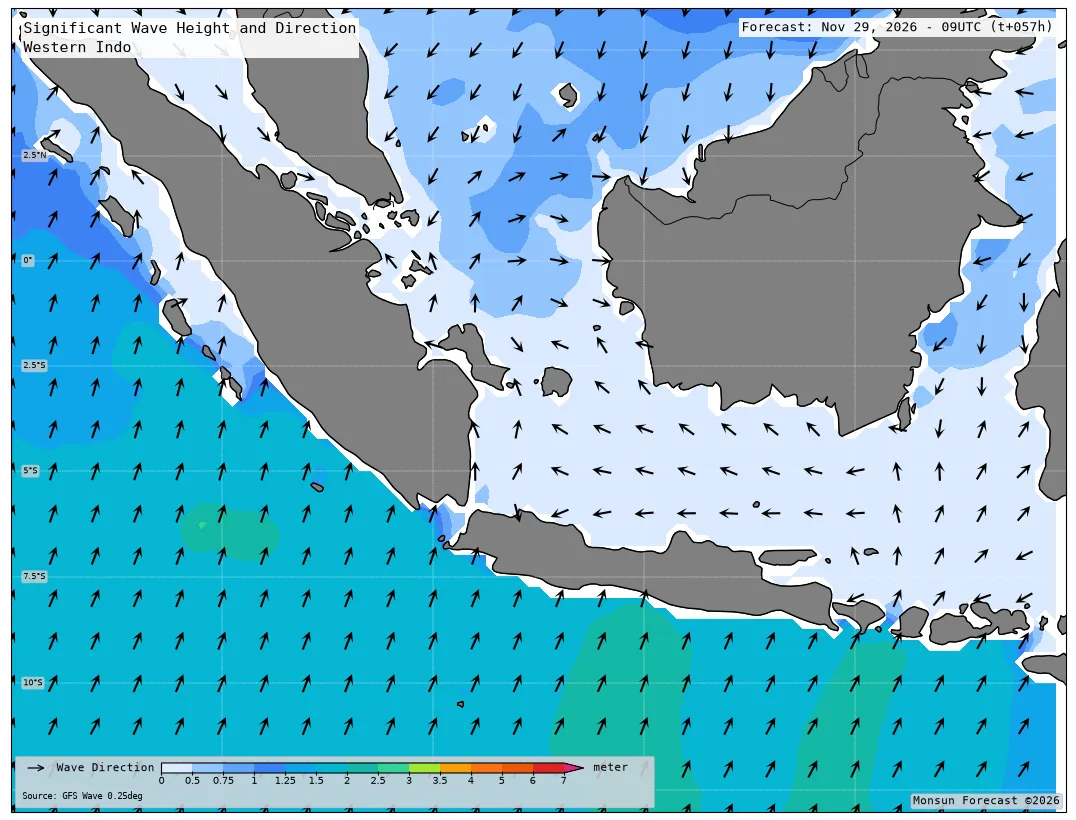 Significant Wave Height and Direction
Western Indo
Forecast: Nov 29, 2026 - 09UTC (t+057h)
2.5°N
0°
2.5°S
5°S
7.5°S
10°S
Wave Direction
0 0.5 0.75 1 1.25 1.5 2 2.5 3 3.5 4 5 6 7
meter
Source: GFS Wave 0.25deg
Monsun Forecast ©2026